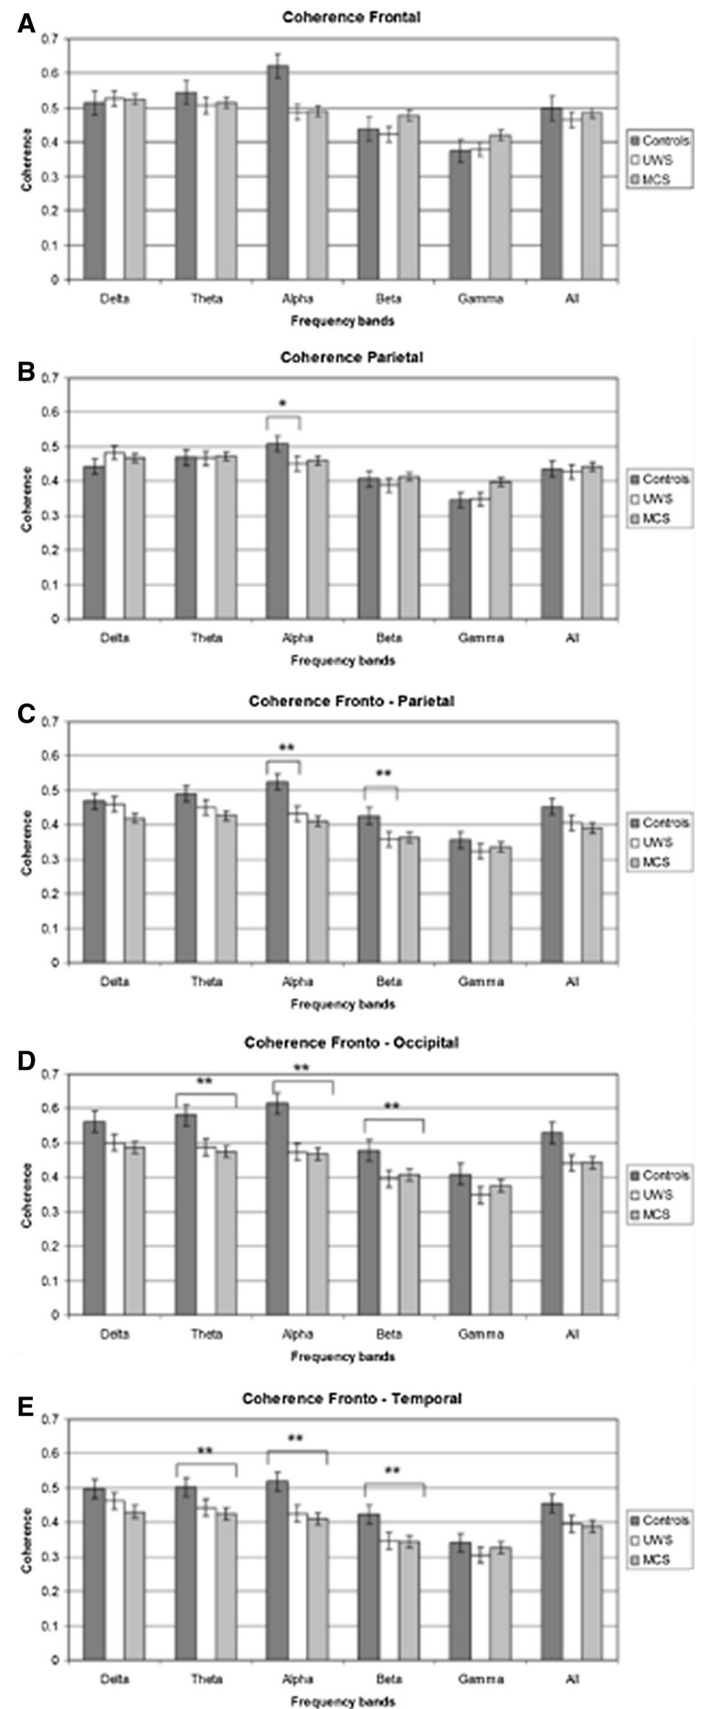 A
Coherence Frontal
0.7
0.6
0.5
0.4
0.3
0.2
0.1
0
Coherence
Delta Theta Alpha Beta Gamma All
Frequency bands
Controls
UWS
MCS
B
Coherence Parietal
0.7
0.6
0.5
0.4
0.3
0.2
0.1
0
Coherence
*
Delta Theta Alpha Beta Gamma All
Frequency bands
Controls
UWS
MCS
C
Coherence Fronto - Parietal
0.7
0.6
0.5
0.4
0.3
0.2
0.1
0
Coherence
** **
Delta Theta Alpha Beta Gamma All
Frequency bands
Controls
UWS
MCS
D
Coherence Fronto - Occipital
0.7
0.6
0.5
0.4
0.3
0.2
0.1
0
Coherence
** ** **
Delta Theta Alpha Beta Gamma All
Frequency bands
Controls
UWS
MCS
E
Coherence Fronto - Temporal
0.7
0.6
0.5
0.4
0.3
0.2
0.1
0
Coherence
** ** **
Delta Theta Alpha Beta Gamma All
Frequency bands
Controls
UWS
MCS